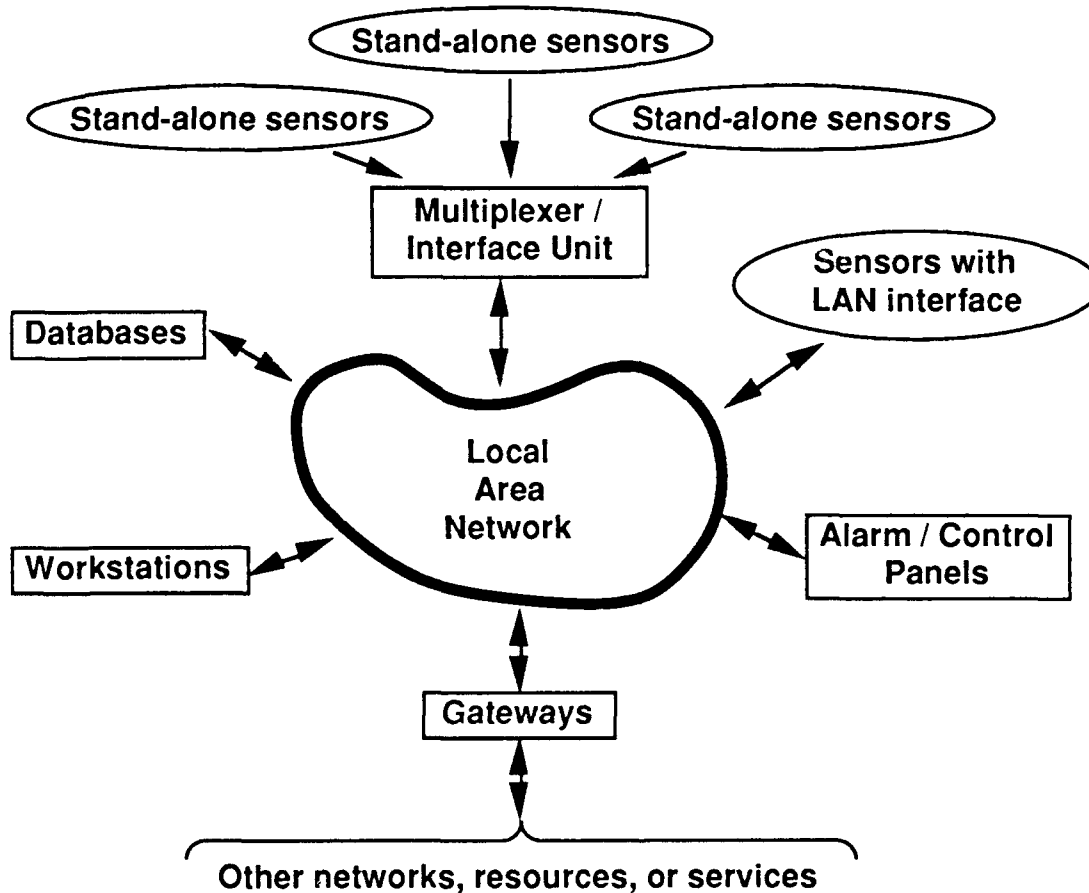 Stand-alone sensors
Stand-alone sensors
Stand-alone sensors
Multiplexer /
Interface Unit
Sensors with
LAN interface
Databases
Local
Area
Network
Workstations
Alarm / Control
Panels
Gateways
Other networks, resources, or services